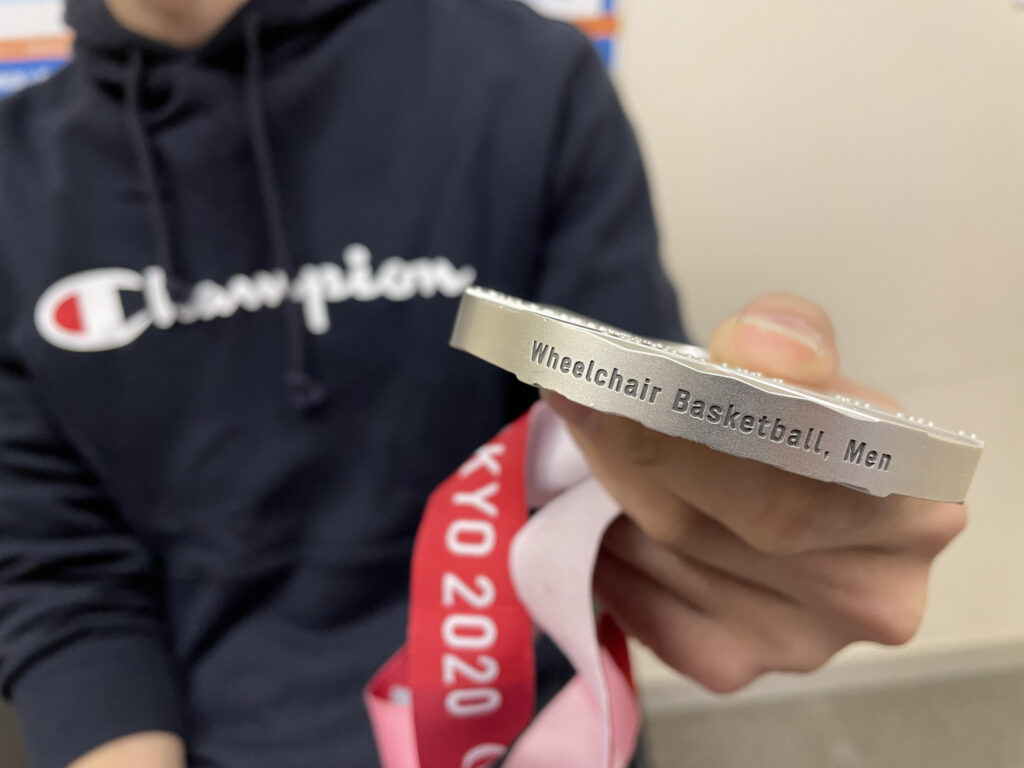 Champion
Wheelchair Basketball, Men
KYO 2020